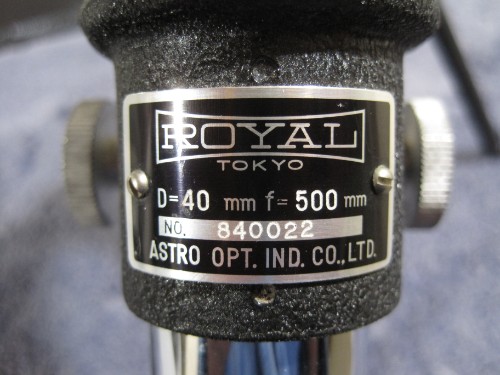 ROYAL
TOKYO
D=40 mm f=500 mm
NO. 840022
ASTRO OPT. IND. CO., LTD.